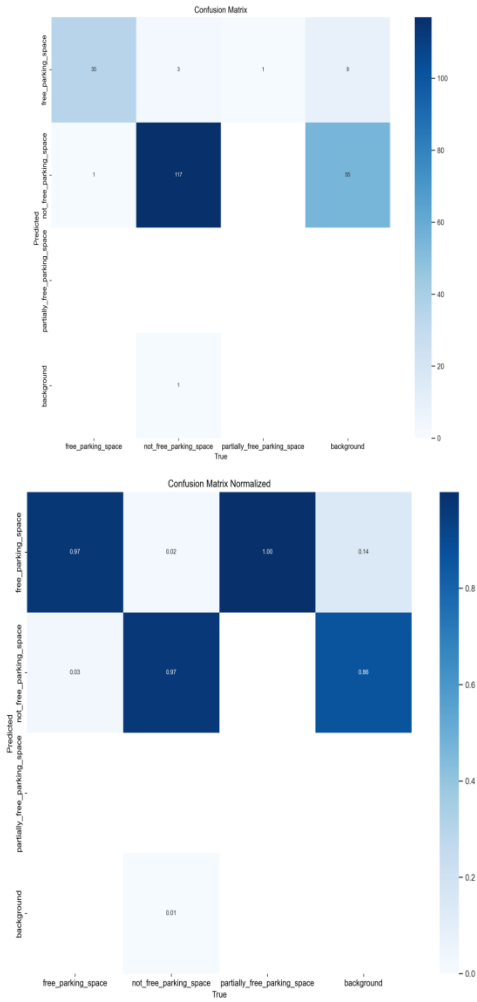 Confusion Matrix
free_parking_space
3
1
not_free_parking_space
1
117
partially_free_parking_space
background
1
Predicted
free_parking_space not_free_parking_space partially_free_parking_space background
True
100
80
60
40
20
0
Confusion Matrix Normalized
free_parking_space
0.97 0.02 1.00 0.14
not_free_parking_space
0.03 0.97 0.86
partially_free_parking_space
background
0.01
Predicted
free_parking_space not_free_parking_space partially_free_parking_space background
True
0.8
0.6
0.4
0.2
0.0